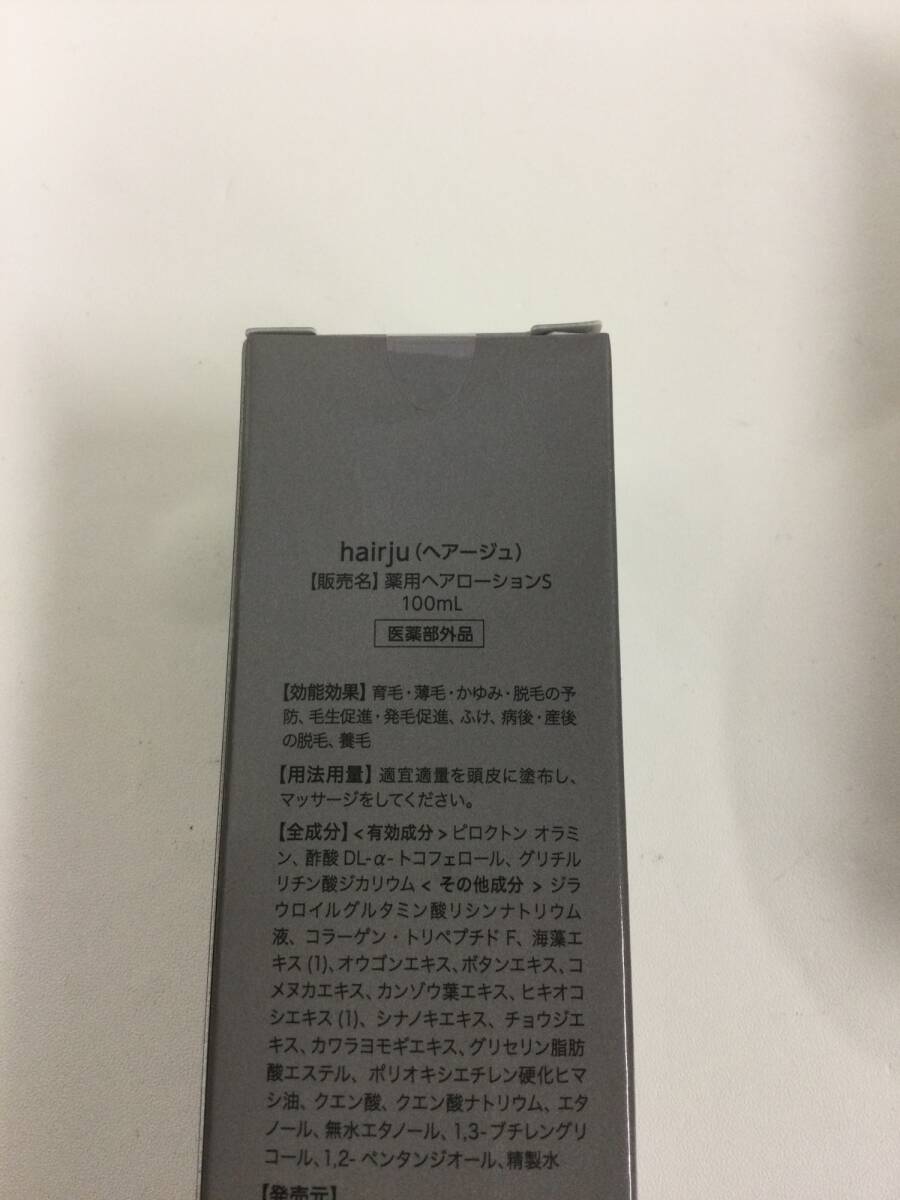 hairju(ヘアージュ)
【販売名】薬用ヘアローションS
100mL
医薬部外品
【効能効果】育毛・薄毛・かゆみ・脱毛の予
防、毛生促進・発毛促進、ふけ、病後・産後
の脱毛、養毛
【用法用量】適宜適量を頭皮に塗布し、
マッサージをしてください。
【全成分】<有効成分>ピロクトン オラミ
ン、酢酸 DL-α-トコフェロール、グリチル
リチン酸ジカリウム< その他成分 > ジラ
ウロイルグルタミン酸リシンナトリウム
液、コラーゲン・トリペプチド F、海藻エ
キス (1)、オウゴンエキス、ボタンエキス、コ
メヌカエキス、カンゾウ葉エキス、ヒキオコ
シエキス (1)、シナノキエキス、チョウジエ
キス、カワラヨモギエキス、グリセリン脂肪
酸エステル、ポリオキシエチレン硬化ヒマ
シ油、クエン酸、クエン酸ナトリウム、エタ
ノール、無水エタノール、1,3-ブチレングリ
コール、1,2-ペンタンジオール、精製水
【発売元】